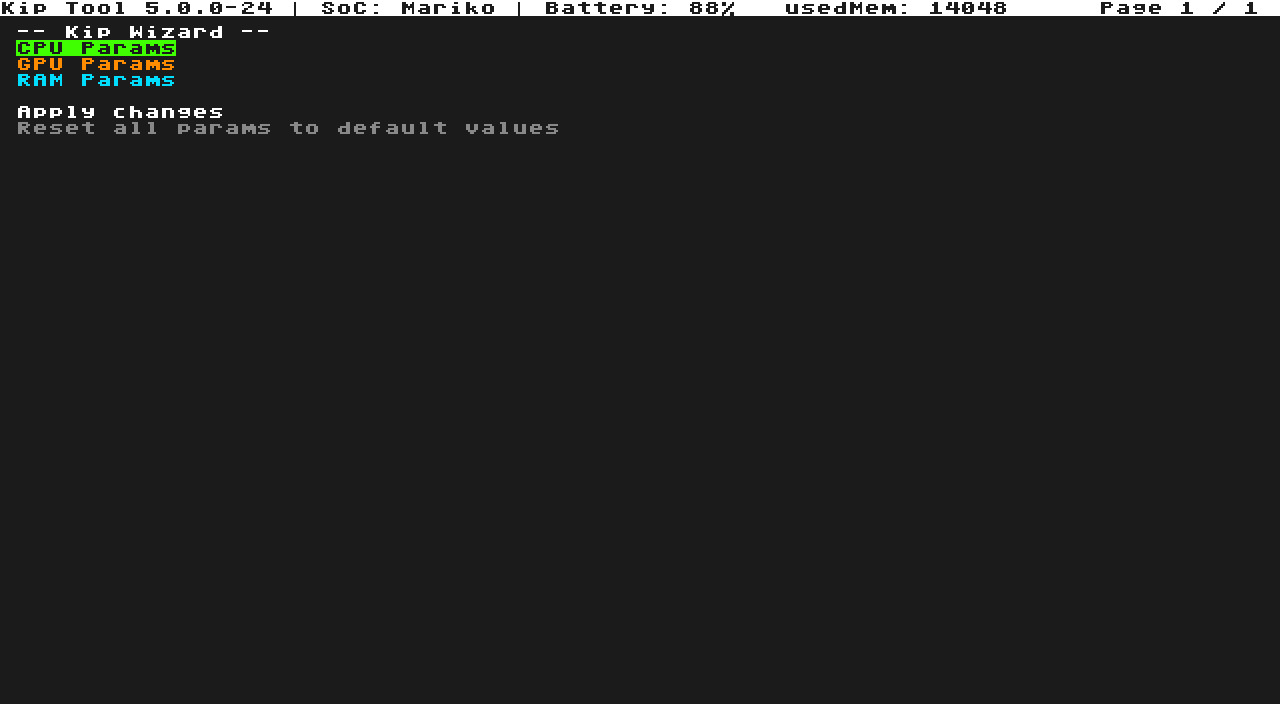 Kip Tool 5.0.0-24 | SoC: Mariko | Battery: 88% usedMem: 14048 Page 1 / 1
-- Kip Wizard --
CPU Params
GPU Params
RAM Params
Apply changes
Reset all params to default values